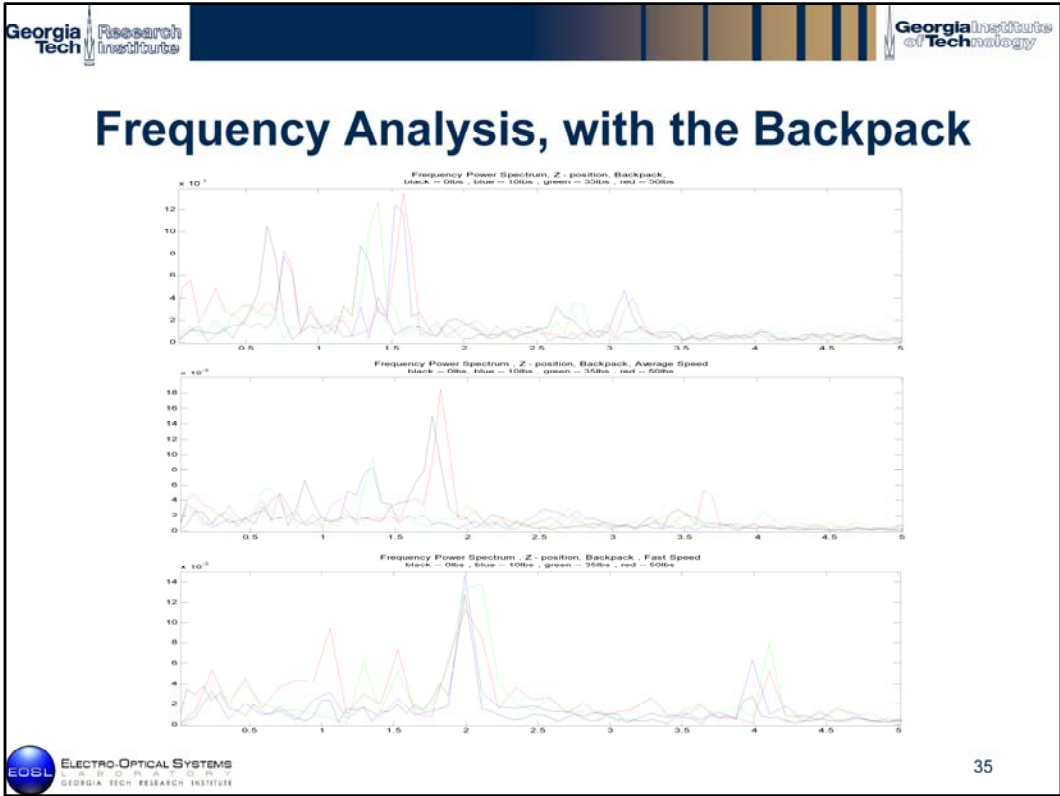 Georgia Research
Tech Institute
GeorgiaInstitute
of Technology
Frequency Analysis, with the Backpack
Frequency Power Spectrum, Z - position, Backpack,
black -- 0lbs , blue -- 10lbs , green -- 35lbs , red -- 50lbs
x 10
12
10
8
6
4
2
0
0.5 1 1.5 2 2.5 3 3.5 4 4.5 5
Frequency Power Spectrum , Z - position, Backpack, Average Speed
black -- 0lbs, blue -- 10lbs , green -- 35lbs , red -- 50lbs
x 10-3
18
16
14
12
10
8
6
4
2
0
0.5 1 1.5 2 2.5 3 3.5 4 4.5 5
Frequency Power Spectrum , Z - position, Backpack , Fast Speed
black -- 0lbs , blue -- 10lbs , green -- 35lbs , red -- 50lbs
x 10-3
14
12
10
8
6
4
2
0
0.5 1 1.5 2 2.5 3 3.5 4 4.5 5
EOSL ELECTRO-OPTICAL SYSTEMS
LABORATORY
GEORGIA TECH RESEARCH INSTITUTE
35